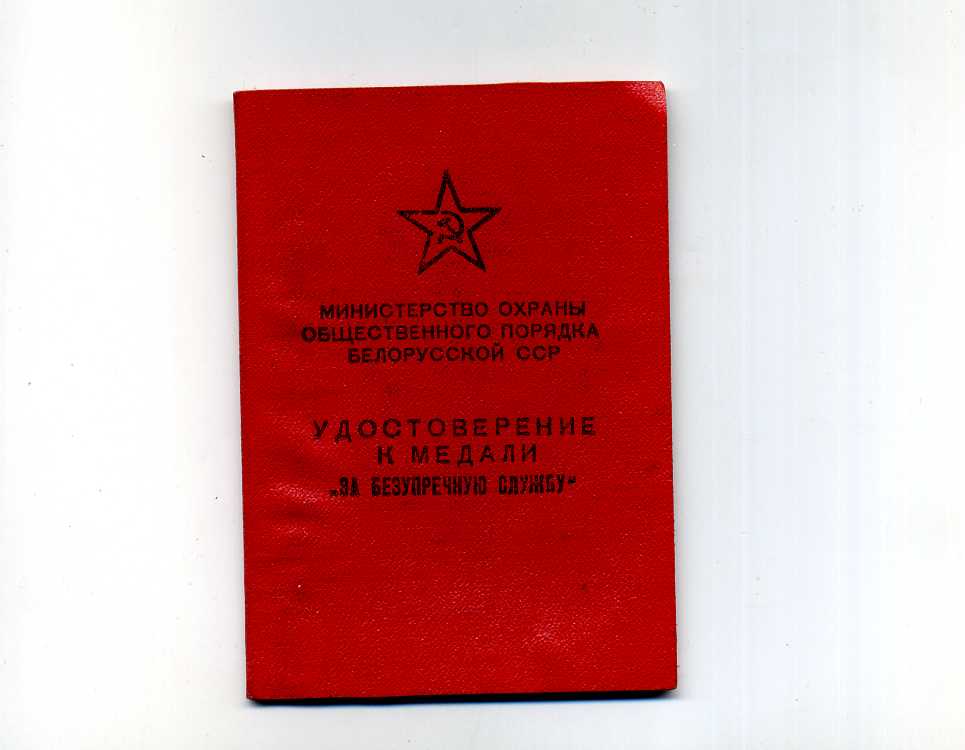 МИНИСТЕРСТВО ОХРАНЫ
ОБЩЕСТВЕННОГО ПОРЯДКА
БЕЛОРУССКОЙ ССР
УДОСТОВЕРЕНИЕ
К МЕДАЛИ
„ЗА БЕЗУПРЕЧНУЮ СЛУЖБУ“